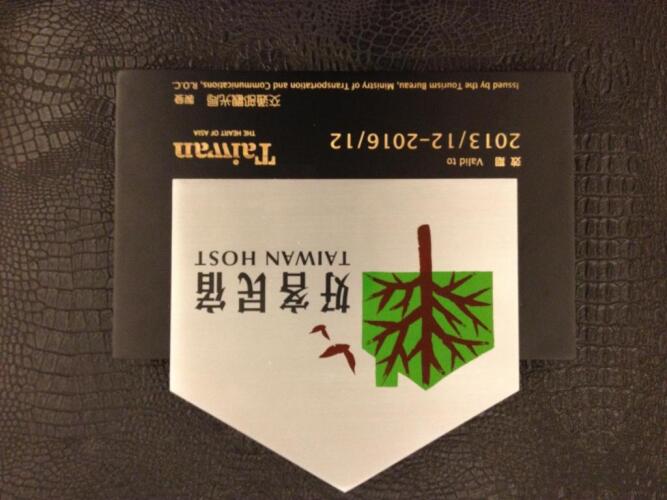 好客民宿
TAIWAN HOST
Taiwan
THE HEART OF ASIA
效期 Valid to
2013/12-2016/12
交通部觀光局 製發
Issued by the Tourism Bureau, Ministry of Transportation and Communications, R.O.C.